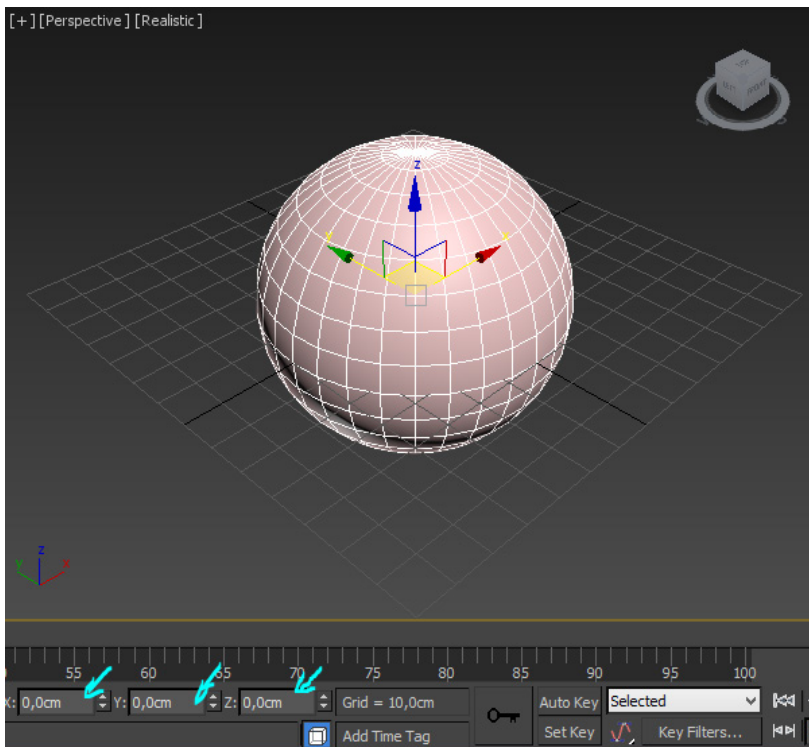 [+] [Perspective] [Realistic]
z
y
x
z
y
x
55 60 65 70 75 80 85 90 95 100
X: 0,0cm Y: 0,0cm Z: 0,0cm Grid = 10,0cm Auto Key Selected
Add Time Tag Set Key Key Filters...